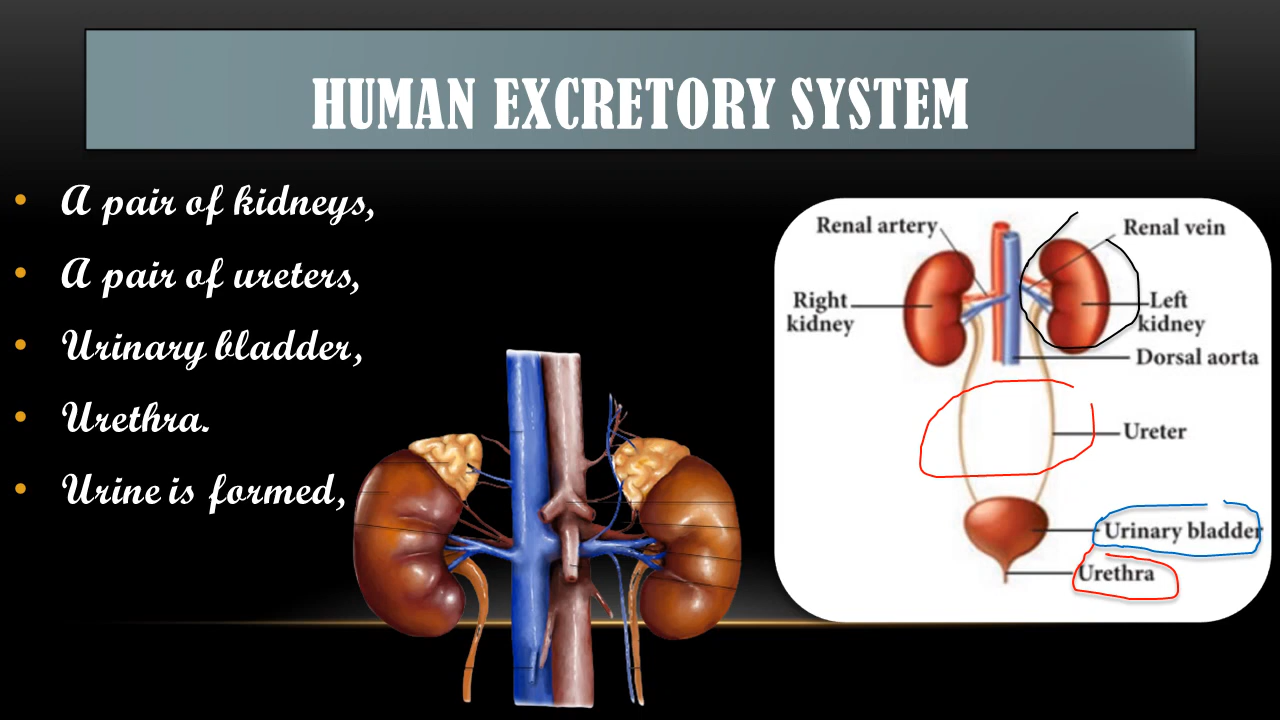 HUMAN EXCRETORY SYSTEM
A pair of kidneys,
A pair of ureters,
Urinary bladder,
Urethra.
Urine is formed,
Renal artery
Renal vein
Right
kidney
Left
kidney
Dorsal aorta
Ureter
Urinary bladder
Urethra